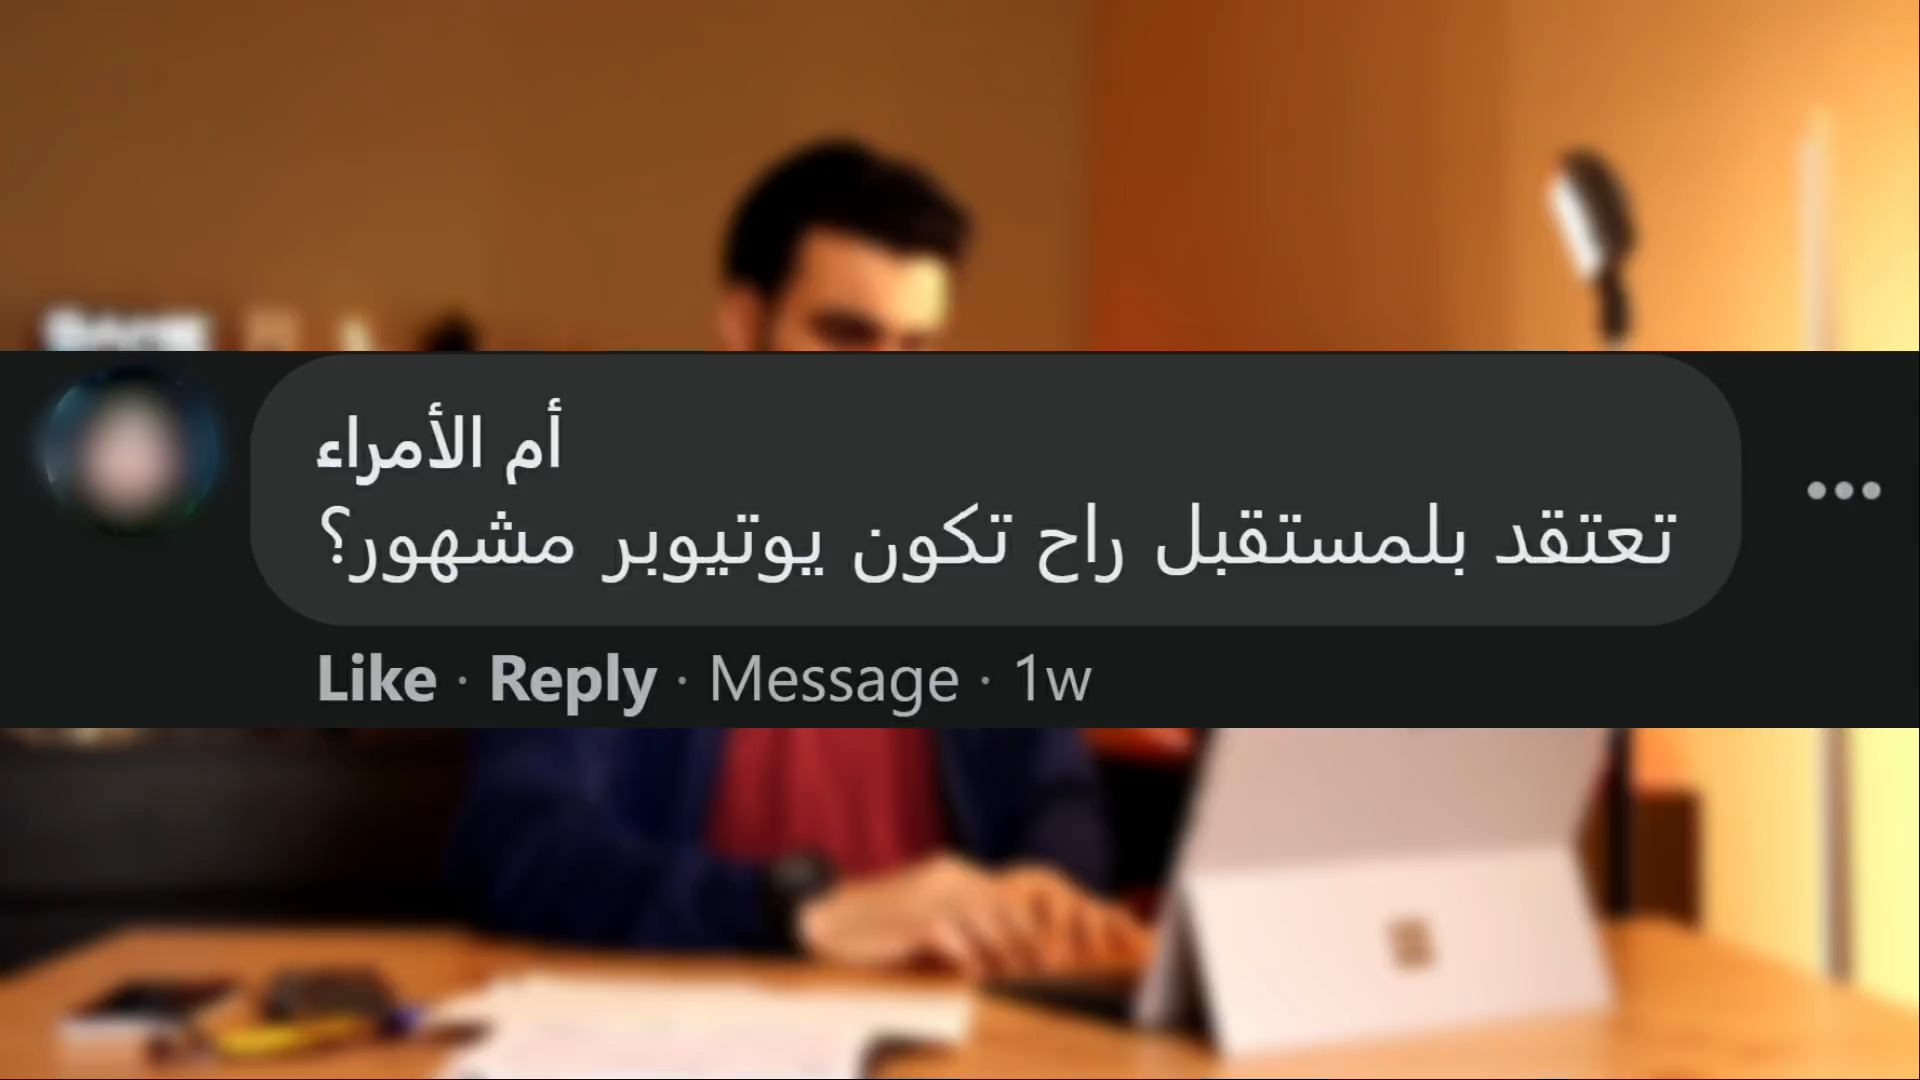 أم الأمراء
تعتقد بلمستقبل راح تكون يوتيوبر مشهور؟
Like · Reply · Message · 1w